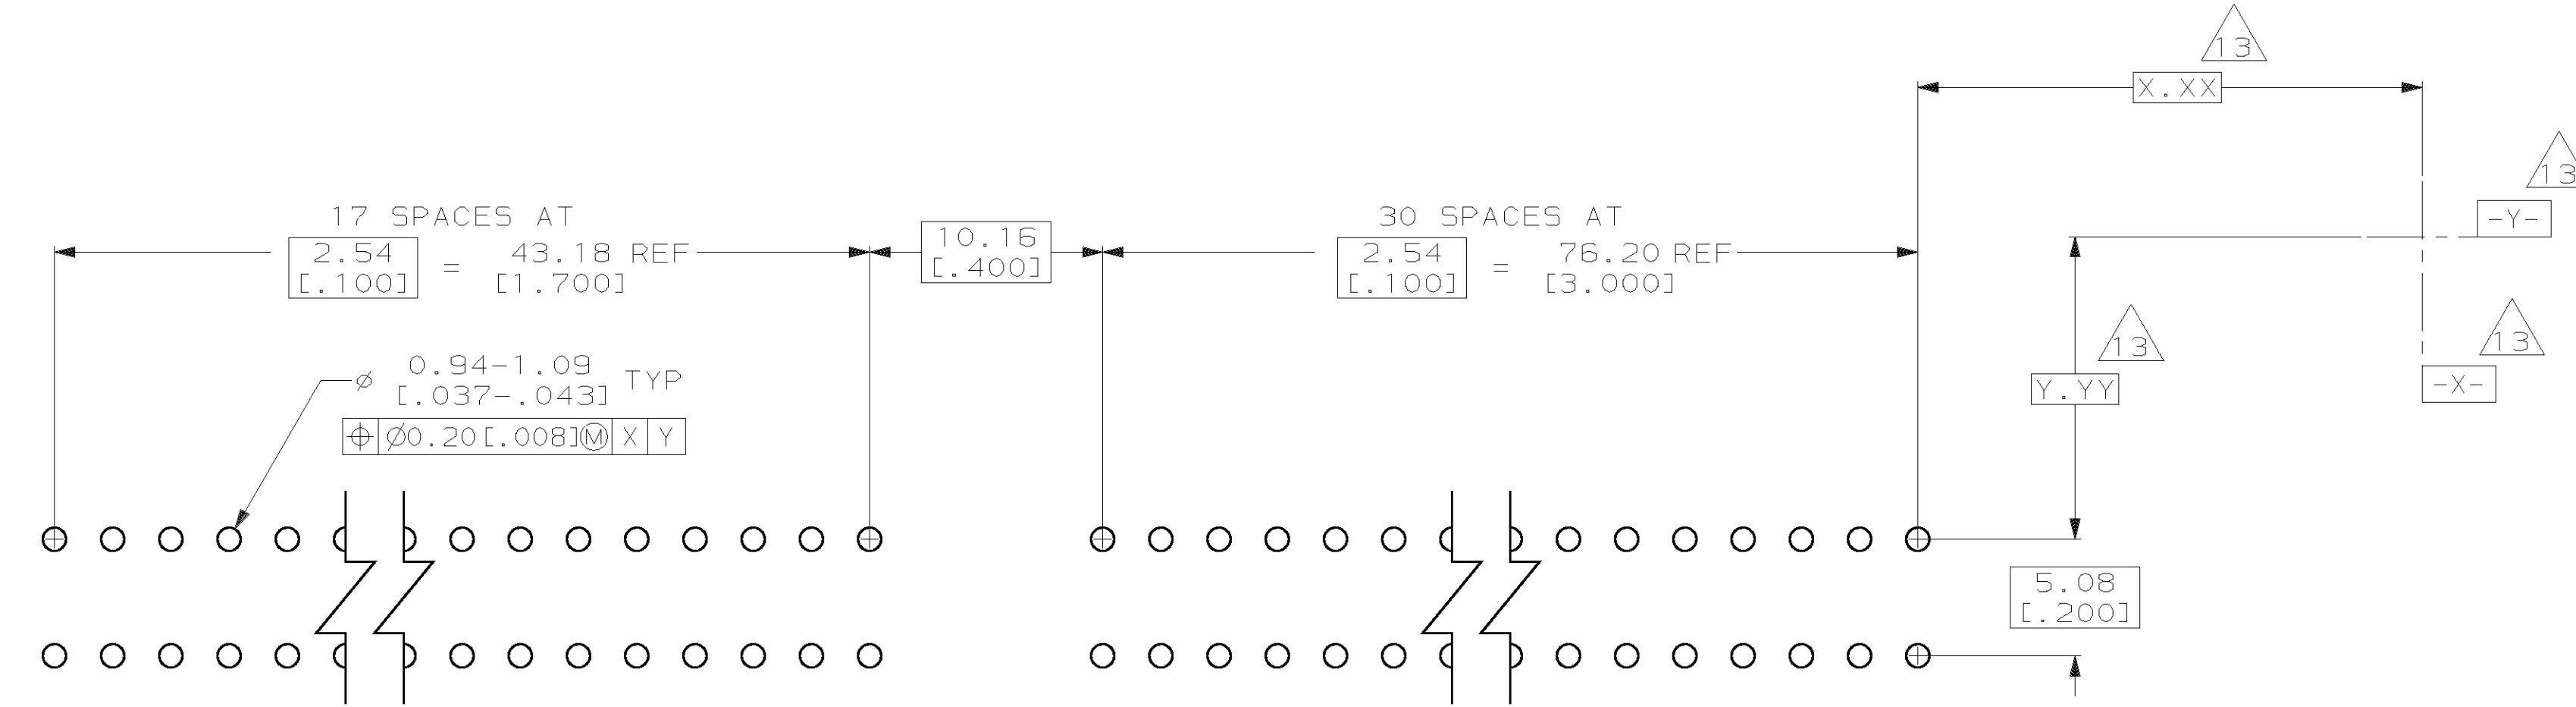 13
X.XX
13
-Y-
17 SPACES AT
2.54 = 43.18 REF
[.100] [1.700]
10.16
[.400]
30 SPACES AT
2.54 = 76.20 REF
[.100] [3.000]
13
Y.YY
13
-X-
⌀ 0.94-1.09 TYP
[.037-.043]
⌖ ⌀0.20[.008]Ⓜ X Y
5.08
[.200]